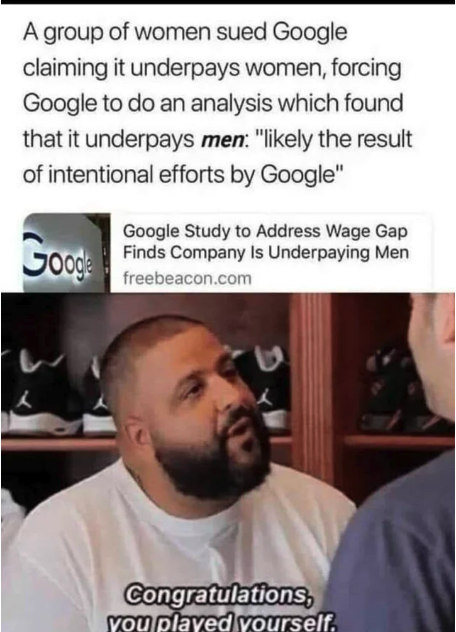 A group of women sued Google
claiming it underpays women, forcing
Google to do an analysis which found
that it underpays men: "likely the result
of intentional efforts by Google"
Google
Google Study to Address Wage Gap
Finds Company Is Underpaying Men
freebeacon.com
Congratulations,
you played yourself.